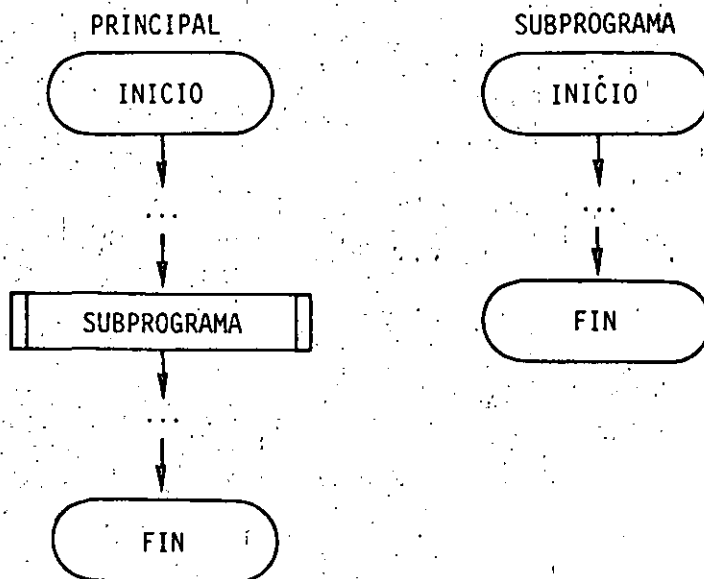 PRINCIPAL
INICIO
...
SUBPROGRAMA
...
FIN
SUBPROGRAMA
INICIO
...
FIN